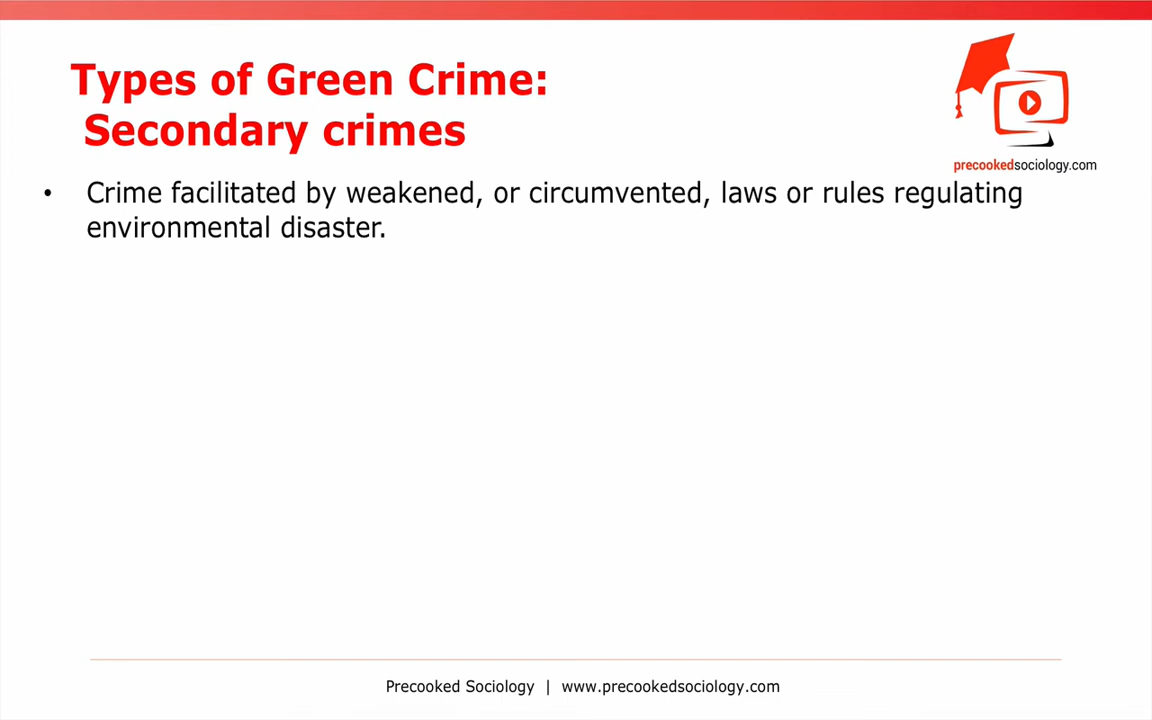 Types of Green Crime:
Secondary crimes
precookedsociology.com
• Crime facilitated by weakened, or circumvented, laws or rules regulating
environmental disaster.
Precooked Sociology | www.precookedsociology.com